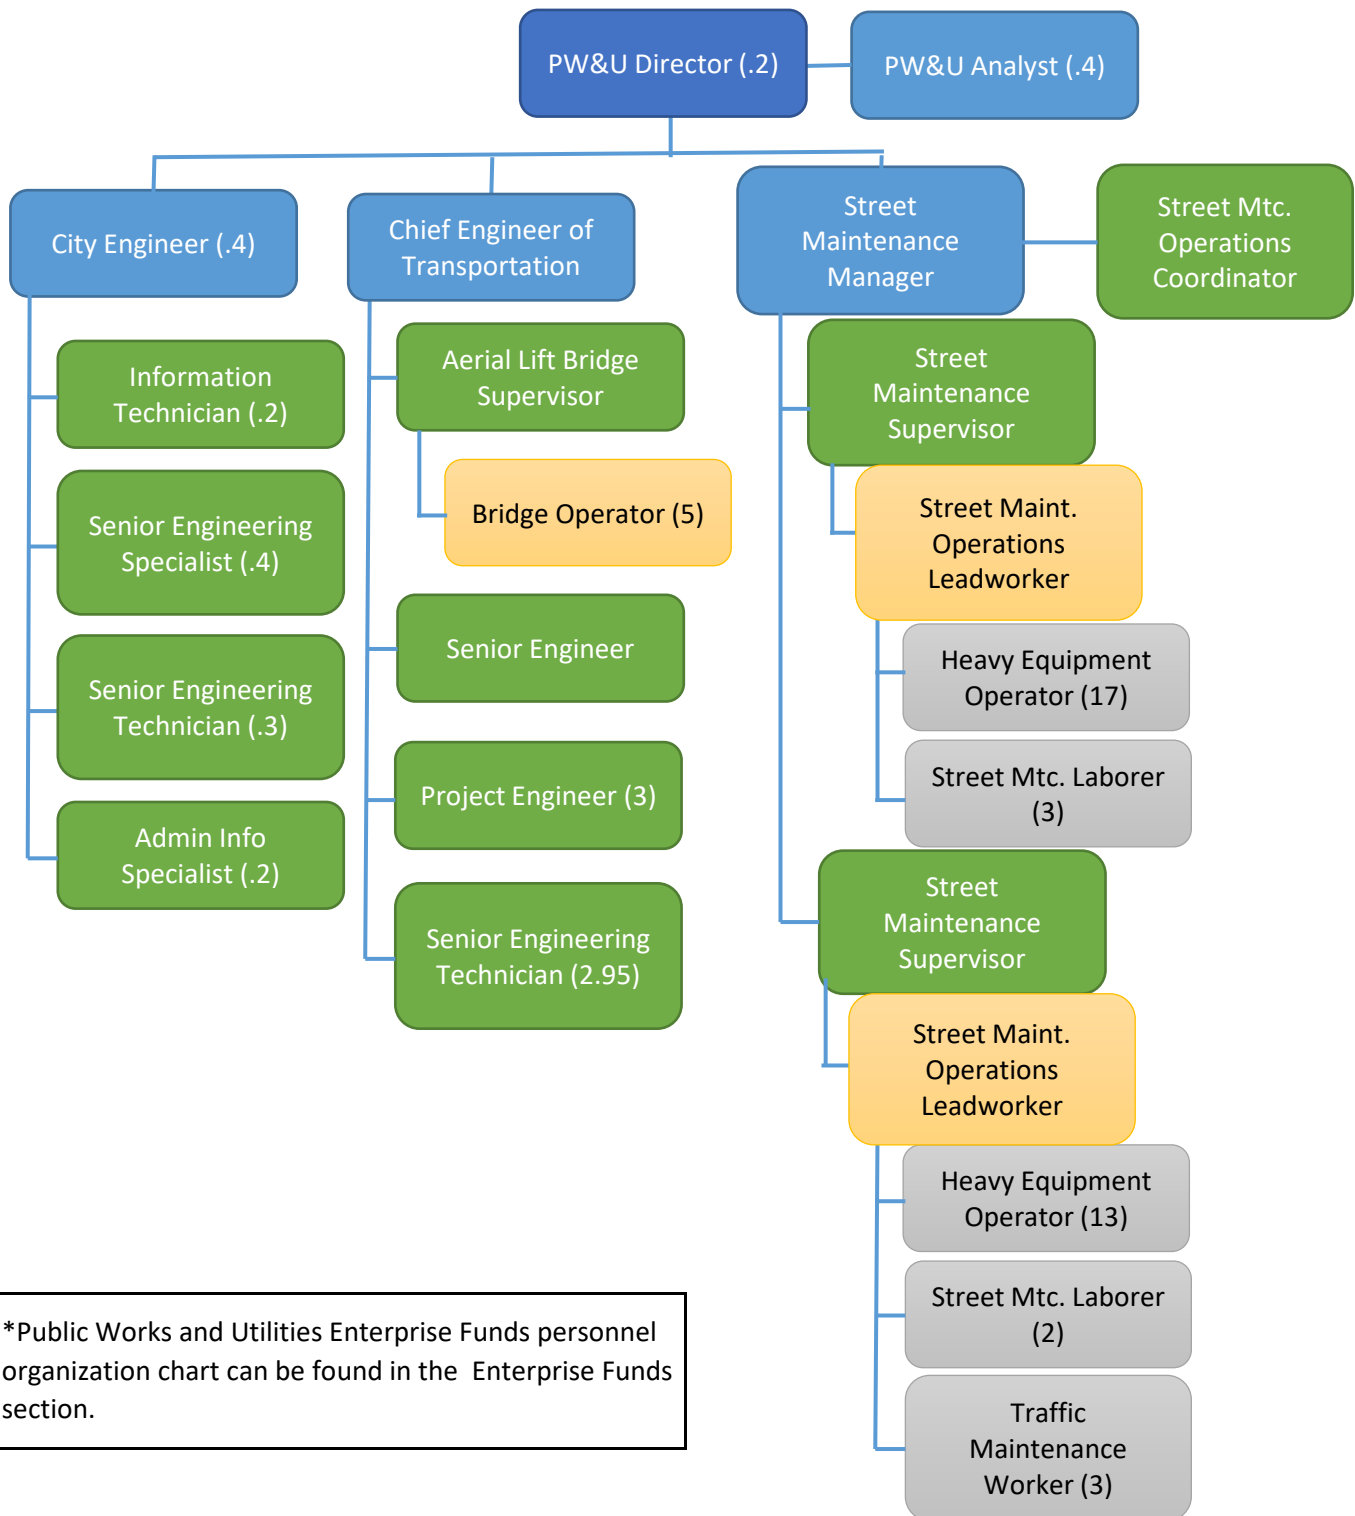 PW&U Director (.2)
PW&U Analyst (.4)
City Engineer (.4)
Information
Technician (.2)
Senior Engineering
Specialist (.4)
Senior Engineering
Technician (.3)
Admin Info
Specialist (.2)
Chief Engineer of
Transportation
Aerial Lift Bridge
Supervisor
Bridge Operator (5)
Senior Engineer
Project Engineer (3)
Senior Engineering
Technician (2.95)
Street
Maintenance
Manager
Street Mtc.
Operations
Coordinator
Street
Maintenance
Supervisor
Street Maint.
Operations
Leadworker
Heavy Equipment
Operator (17)
Street Mtc. Laborer
(3)
Street
Maintenance
Supervisor
Street Maint.
Operations
Leadworker
Heavy Equipment
Operator (13)
Street Mtc. Laborer
(2)
Traffic
Maintenance
Worker (3)
*Public Works and Utilities Enterprise Funds personnel
organization chart can be found in the  Enterprise Funds
section.